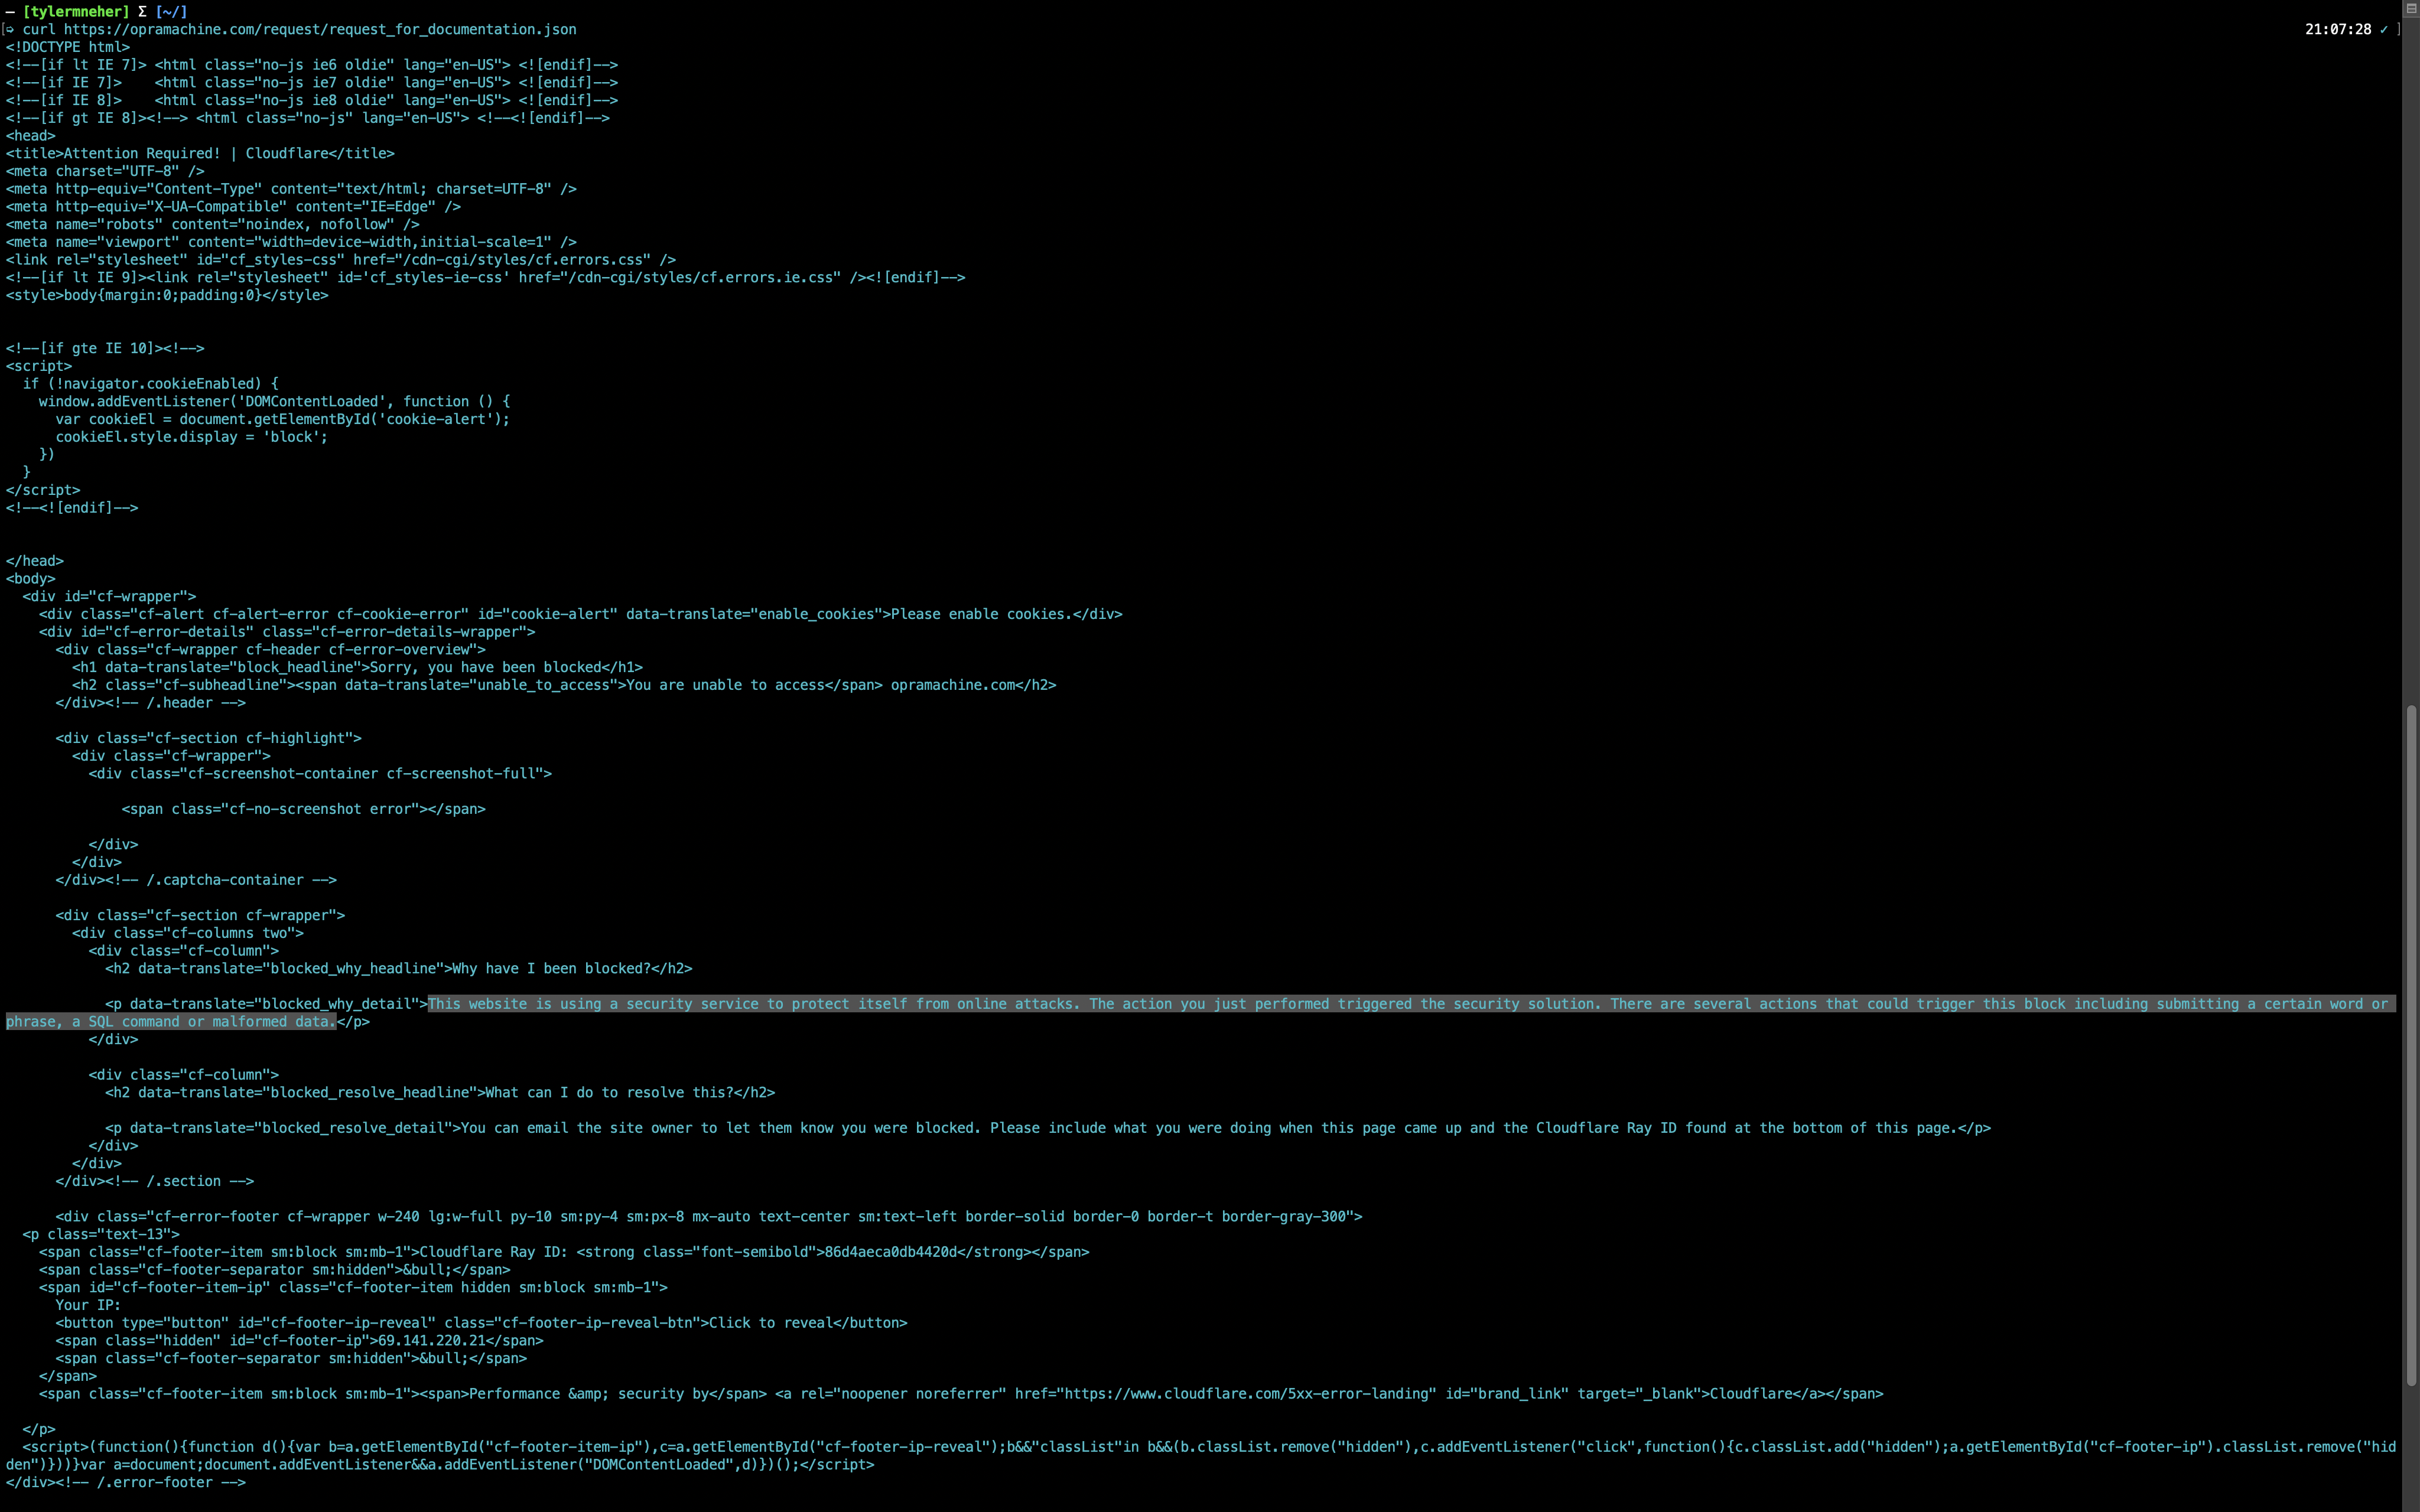 — [tylermneher] Σ [~/]
[➩ curl https://opramachine.com/request/request_for_documentation.json 21:07:28 ✓ ]
<!DOCTYPE html>
<!--[if lt IE 7]> <html class="no-js ie6 oldie" lang="en-US"> <![endif]-->
<!--[if IE 7]>    <html class="no-js ie7 oldie" lang="en-US"> <![endif]-->
<!--[if IE 8]>    <html class="no-js ie8 oldie" lang="en-US"> <![endif]-->
<!--[if gt IE 8]><!--> <html class="no-js" lang="en-US"> <!--<![endif]-->
<head>
<title>Attention Required! | Cloudflare</title>
<meta charset="UTF-8" />
<meta http-equiv="Content-Type" content="text/html; charset=UTF-8" />
<meta http-equiv="X-UA-Compatible" content="IE=Edge" />
<meta name="robots" content="noindex, nofollow" />
<meta name="viewport" content="width=device-width,initial-scale=1" />
<link rel="stylesheet" id="cf_styles-css" href="/cdn-cgi/styles/cf.errors.css" />
<!--[if lt IE 9]><link rel="stylesheet" id='cf_styles-ie-css' href="/cdn-cgi/styles/cf.errors.ie.css" /><![endif]-->
<style>body{margin:0;padding:0}</style>
<!--[if gte IE 10]><!-->
<script>
  if (!navigator.cookieEnabled) {
    window.addEventListener('DOMContentLoaded', function () {
      var cookieEl = document.getElementById('cookie-alert');
      cookieEl.style.display = 'block';
    })
  }
</script>
<!--<![endif]-->
</head>
<body>
  <div id="cf-wrapper">
    <div class="cf-alert cf-alert-error cf-cookie-error" id="cookie-alert" data-translate="enable_cookies">Please enable cookies.</div>
    <div id="cf-error-details" class="cf-error-details-wrapper">
      <div class="cf-wrapper cf-header cf-error-overview">
        <h1 data-translate="block_headline">Sorry, you have been blocked</h1>
        <h2 class="cf-subheadline"><span data-translate="unable_to_access">You are unable to access</span> opramachine.com</h2>
      </div><!-- /.header -->
      <div class="cf-section cf-highlight">
        <div class="cf-wrapper">
          <div class="cf-screenshot-container cf-screenshot-full">
              <span class="cf-no-screenshot error"></span>
          </div>
        </div>
      </div><!-- /.captcha-container -->
      <div class="cf-section cf-wrapper">
        <div class="cf-columns two">
          <div class="cf-column">
            <h2 data-translate="blocked_why_headline">Why have I been blocked?</h2>
            <p data-translate="blocked_why_detail">This website is using a security service to protect itself from online attacks. The action you just performed triggered the security solution. There are several actions that could trigger this block including submitting a certain word or
phrase, a SQL command or malformed data.</p>
          </div>
          <div class="cf-column">
            <h2 data-translate="blocked_resolve_headline">What can I do to resolve this?</h2>
            <p data-translate="blocked_resolve_detail">You can email the site owner to let them know you were blocked. Please include what you were doing when this page came up and the Cloudflare Ray ID found at the bottom of this page.</p>
          </div>
        </div>
      </div><!-- /.section -->
      <div class="cf-error-footer cf-wrapper w-240 lg:w-full py-10 sm:py-4 sm:px-8 mx-auto text-center sm:text-left border-solid border-0 border-t border-gray-300">
  <p class="text-13">
    <span class="cf-footer-item sm:block sm:mb-1">Cloudflare Ray ID: <strong class="font-semibold">86d4aeca0db4420d</strong></span>
    <span class="cf-footer-separator sm:hidden">&bull;</span>
    <span id="cf-footer-item-ip" class="cf-footer-item hidden sm:block sm:mb-1">
      Your IP:
      <button type="button" id="cf-footer-ip-reveal" class="cf-footer-ip-reveal-btn">Click to reveal</button>
      <span class="hidden" id="cf-footer-ip">69.141.220.21</span>
      <span class="cf-footer-separator sm:hidden">&bull;</span>
    </span>
    <span class="cf-footer-item sm:block sm:mb-1"><span>Performance &amp; security by</span> <a rel="noopener noreferrer" href="https://www.cloudflare.com/5xx-error-landing" id="brand_link" target="_blank">Cloudflare</a></span>
  </p>
  <script>(function(){function d(){var b=a.getElementById("cf-footer-item-ip"),c=a.getElementById("cf-footer-ip-reveal");b&&"classList"in b&&(b.classList.remove("hidden"),c.addEventListener("click",function(){c.classList.add("hidden");a.getElementById("cf-footer-ip").classList.remove("hid
den")}))}var a=document;document.addEventListener&&a.addEventListener("DOMContentLoaded",d)})();</script>
</div><!-- /.error-footer -->